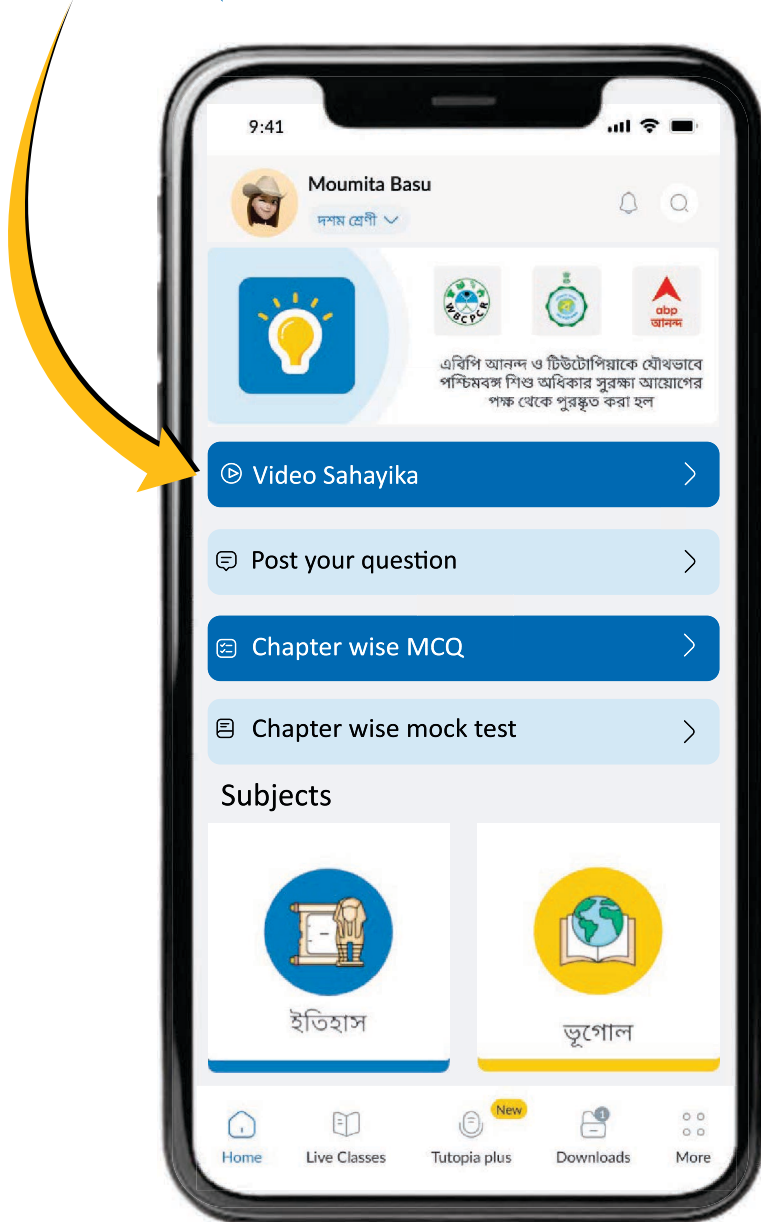 9:41
Moumita Basu
দশম শ্রেণী
WBCPCR
abp
আনন্দ
এবিপি আনন্দ ও টিউটোপিয়াকে যৌথভাবে
পশ্চিমবঙ্গ শিশু অধিকার সুরক্ষা আয়োগের
পক্ষ থেকে পুরষ্কৃত করা হল
Video Sahayika
Post your question
Chapter wise MCQ
Chapter wise mock test
Subjects
ইতিহাস
ভূগোল
New
1
Home
Live Classes
Tutopia plus
Downloads
More